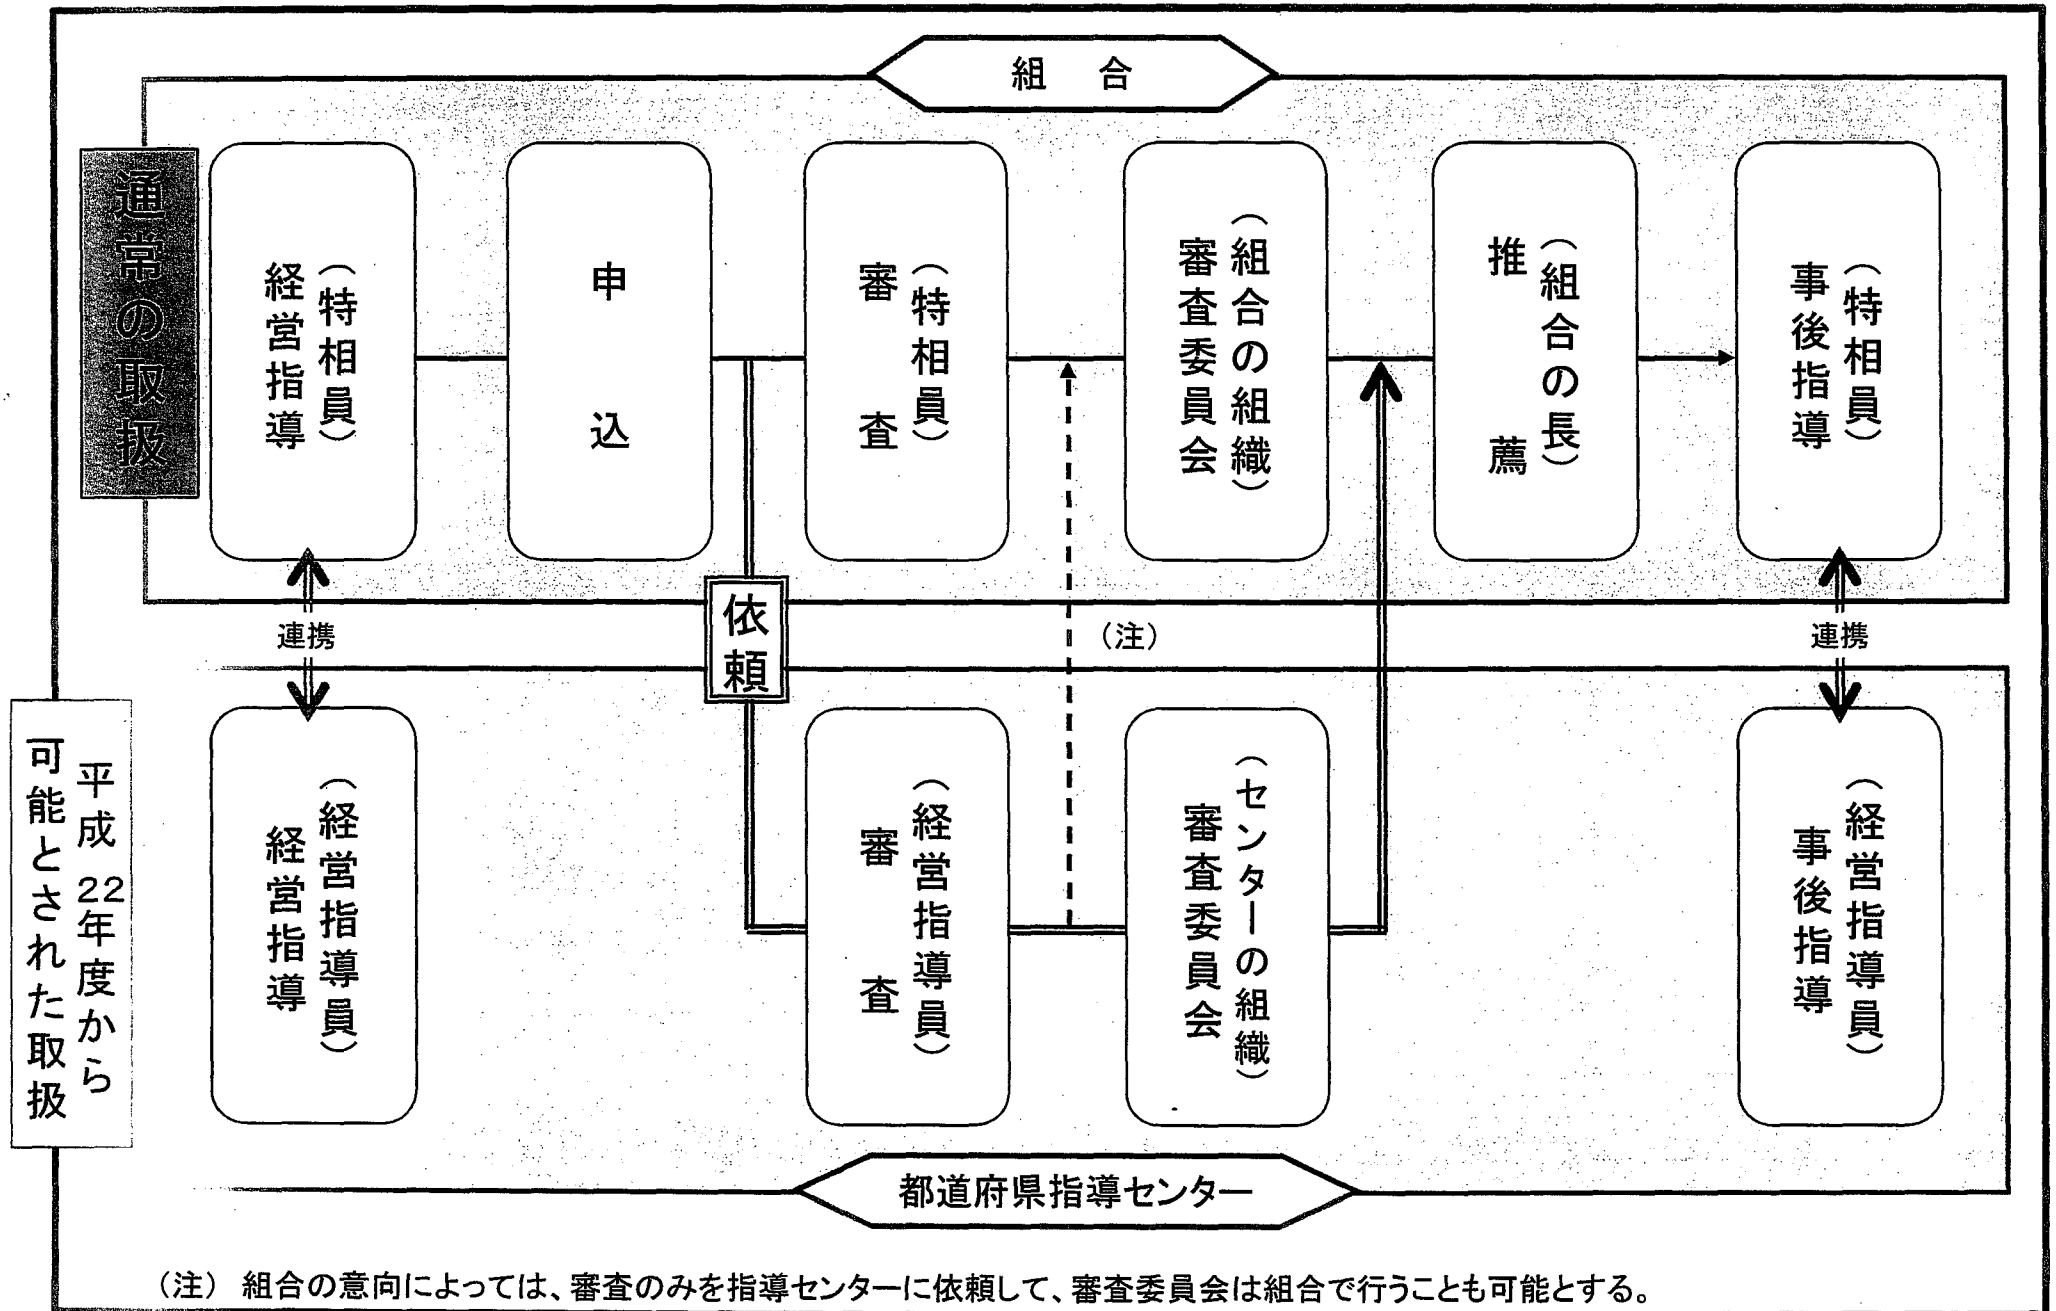 組 合
通常の取扱
経営指導
(特相員)
申 込
審 査
(特相員)
審査委員会
(組合の組織)
推 薦
(組合の長)
事後指導
(特相員)
連携
依頼
(注)
連携
平成22年度から
可能とされた取扱
経営指導
(経営指導員)
審 査
(経営指導員)
審査委員会
(センターの組織)
事後指導
(経営指導員)
都道府県指導センター
(注) 組合の意向によっては、審査のみを指導センターに依頼して、審査委員会は組合で行うことも可能とする。